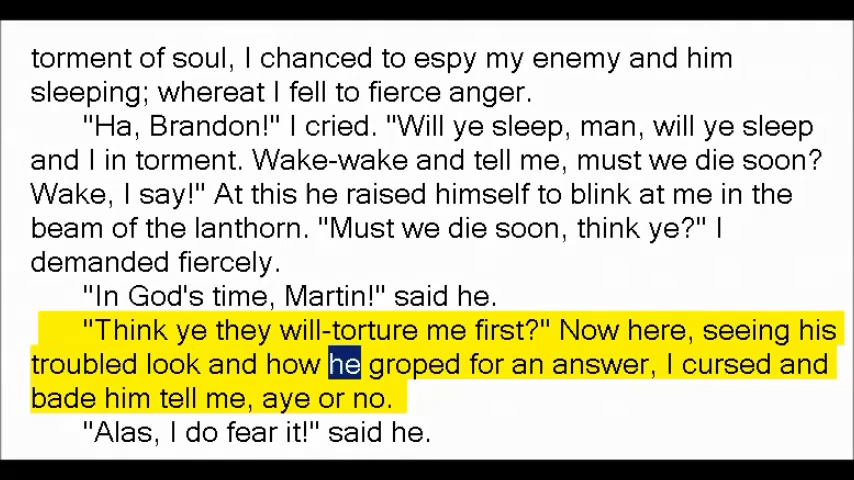 torment of soul, I chanced to espy my enemy and him
sleeping; whereat I fell to fierce anger.
"Ha, Brandon!" I cried. "Will ye sleep, man, will ye sleep
and I in torment. Wake-wake and tell me, must we die soon?
Wake, I say!" At this he raised himself to blink at me in the
beam of the lanthorn. "Must we die soon, think ye?" I
demanded fiercely.
"In God's time, Martin!" said he.
"Think ye they will-torture me first?" Now here, seeing his
troubled look and how he groped for an answer, I cursed and
bade him tell me, aye or no.
"Alas, I do fear it!" said he.